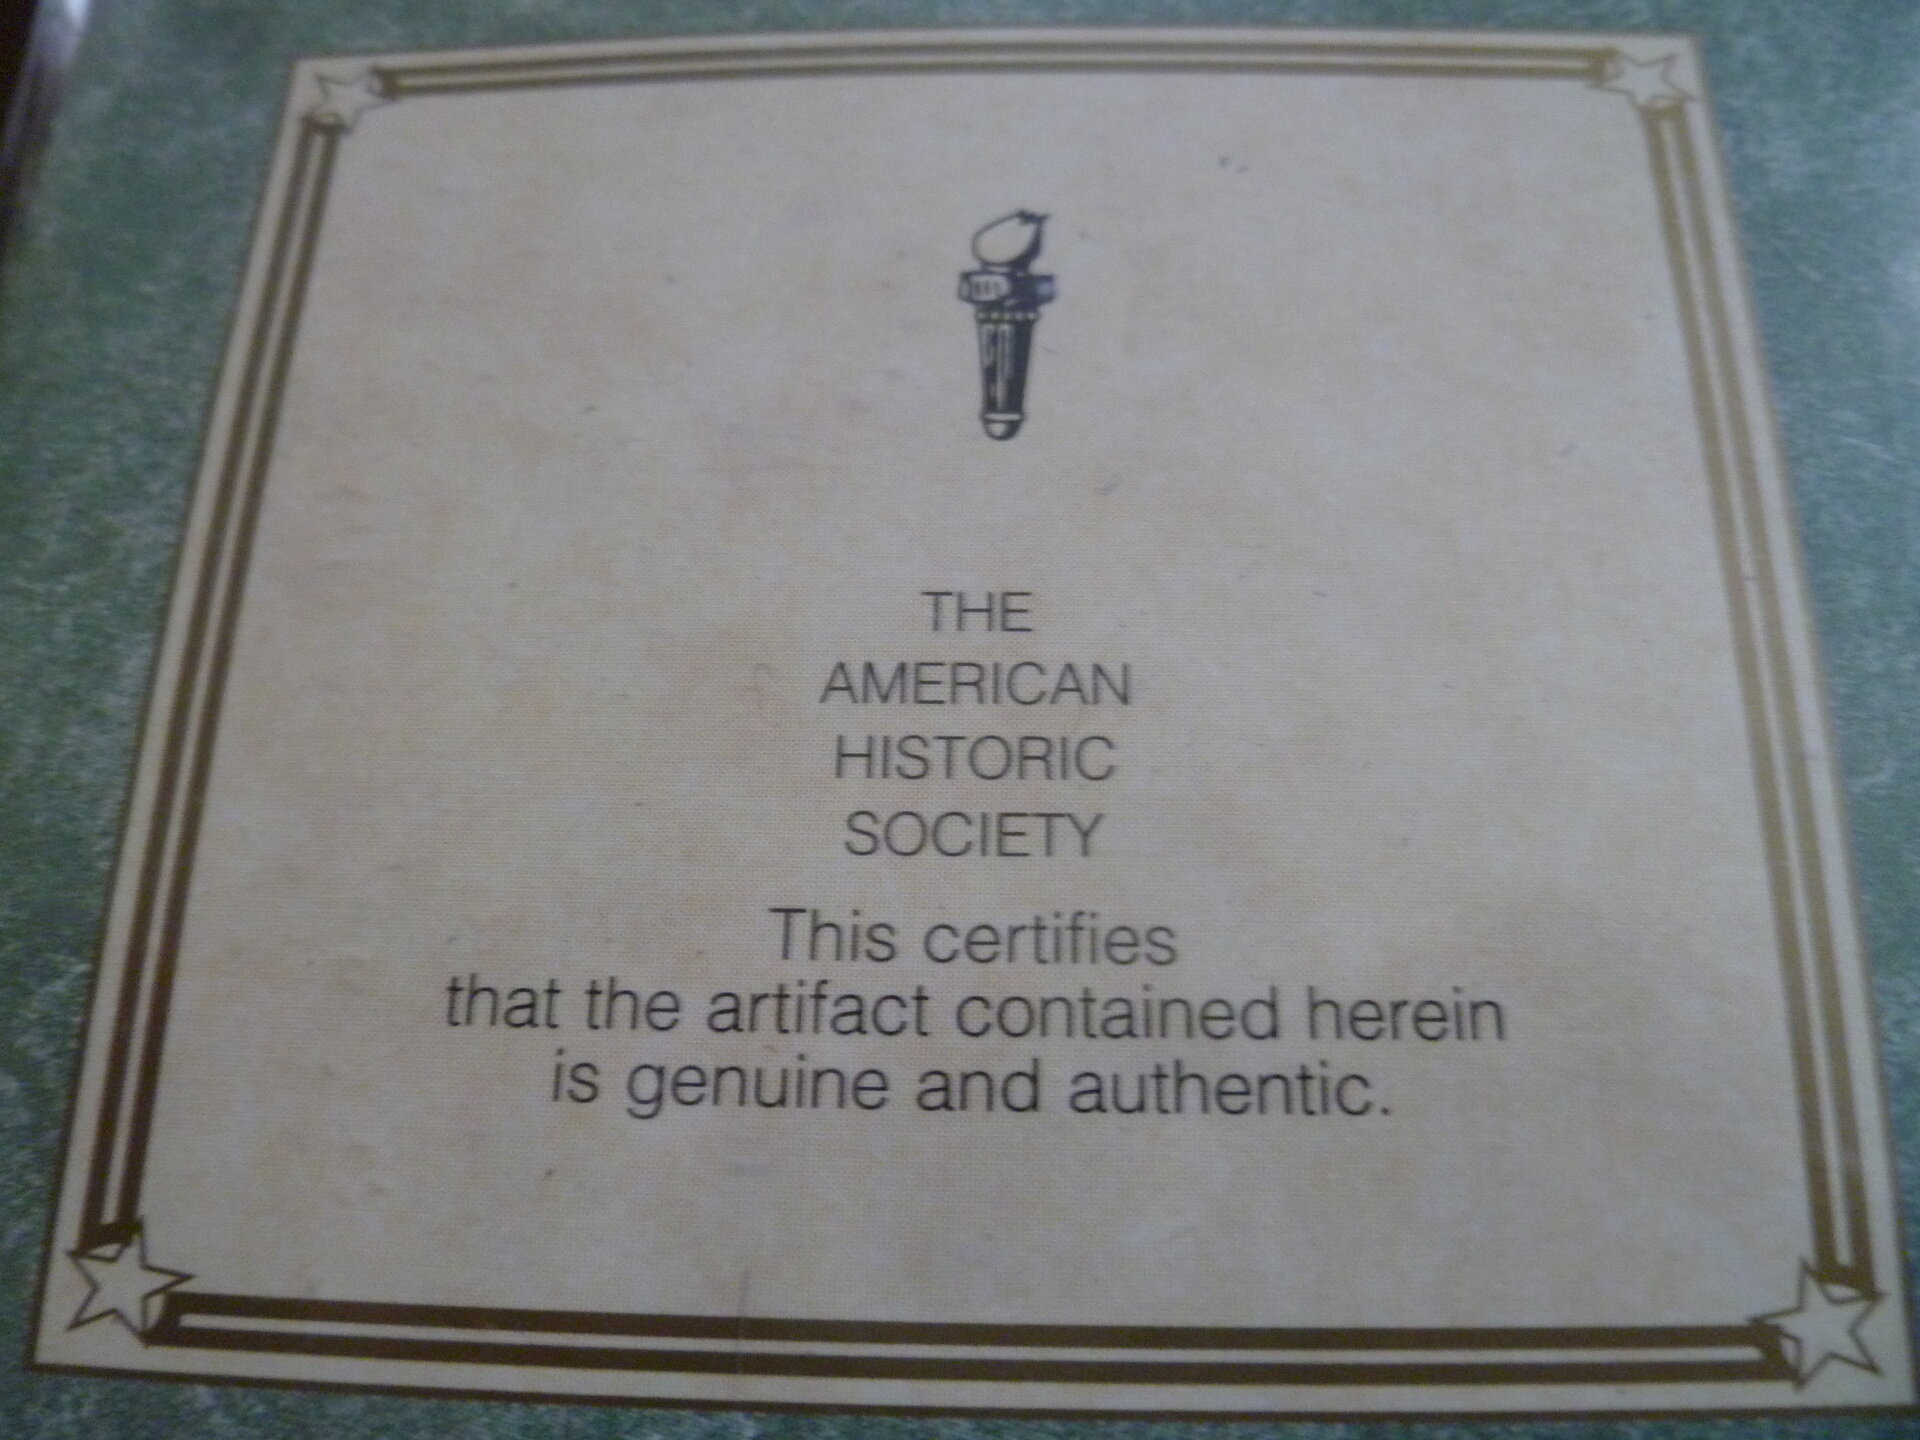 THE
AMERICAN
HISTORIC
SOCIETY
This certifies
that the artifact contained herein
is genuine and authentic.